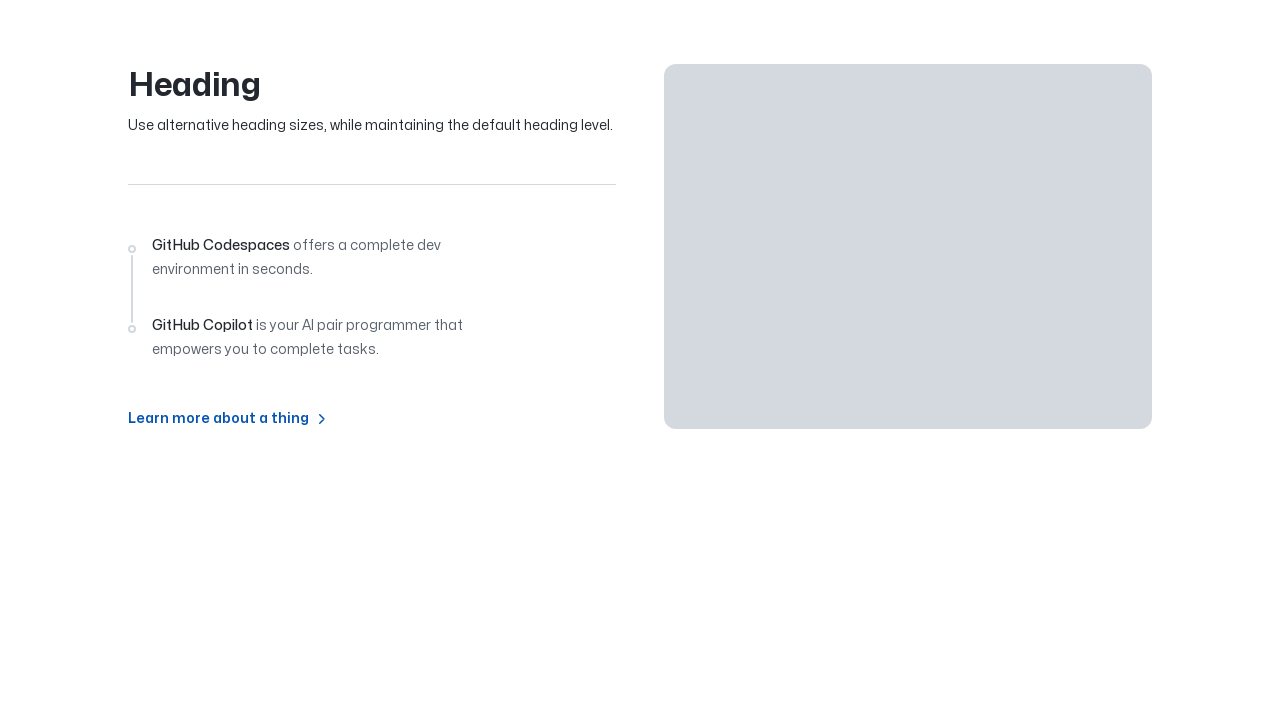 Heading
Use alternative heading sizes, while maintaining the default heading level.
GitHub Codespaces offers a complete dev
environment in seconds.
GitHub Copilot is your AI pair programmer that
empowers you to complete tasks.
Learn more about a thing